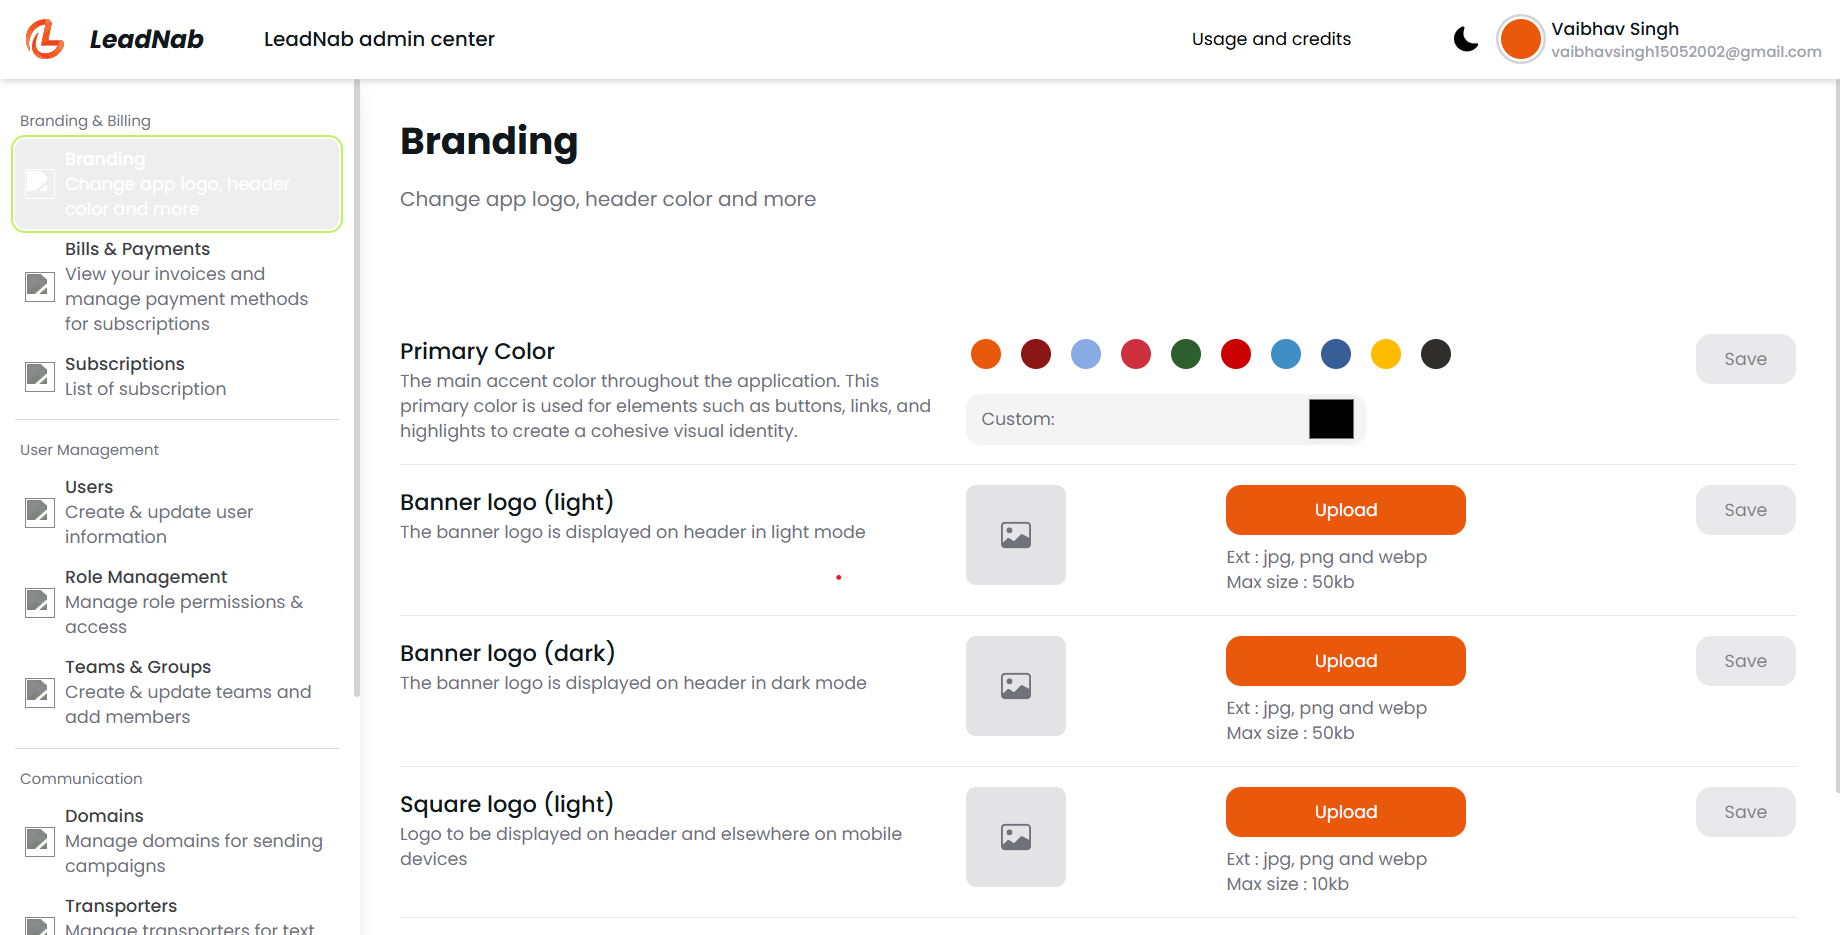 LeadNab
LeadNab admin center
Usage and credits
Vaibhav Singh
vaibhavsingh15052002@gmail.com
Branding & Billing
Branding
Change app logo, header
color and more
Bills & Payments
View your invoices and
manage payment methods
for subscriptions
Subscriptions
List of subscription
User Management
Users
Create & update user
information
Role Management
Manage role permissions &
access
Teams & Groups
Create & update teams and
add members
Communication
Domains
Manage domains for sending
campaigns
Transporters
Manage transporters for text
Branding
Change app logo, header color and more
Primary Color
The main accent color throughout the application. This
primary color is used for elements such as buttons, links, and
highlights to create a cohesive visual identity.
Custom:
Save
Banner logo (light)
The banner logo is displayed on header in light mode
Upload
Ext : jpg, png and webp
Max size : 50kb
Save
Banner logo (dark)
The banner logo is displayed on header in dark mode
Upload
Ext : jpg, png and webp
Max size : 50kb
Save
Square logo (light)
Logo to be displayed on header and elsewhere on mobile
devices
Upload
Ext : jpg, png and webp
Max size : 10kb
Save